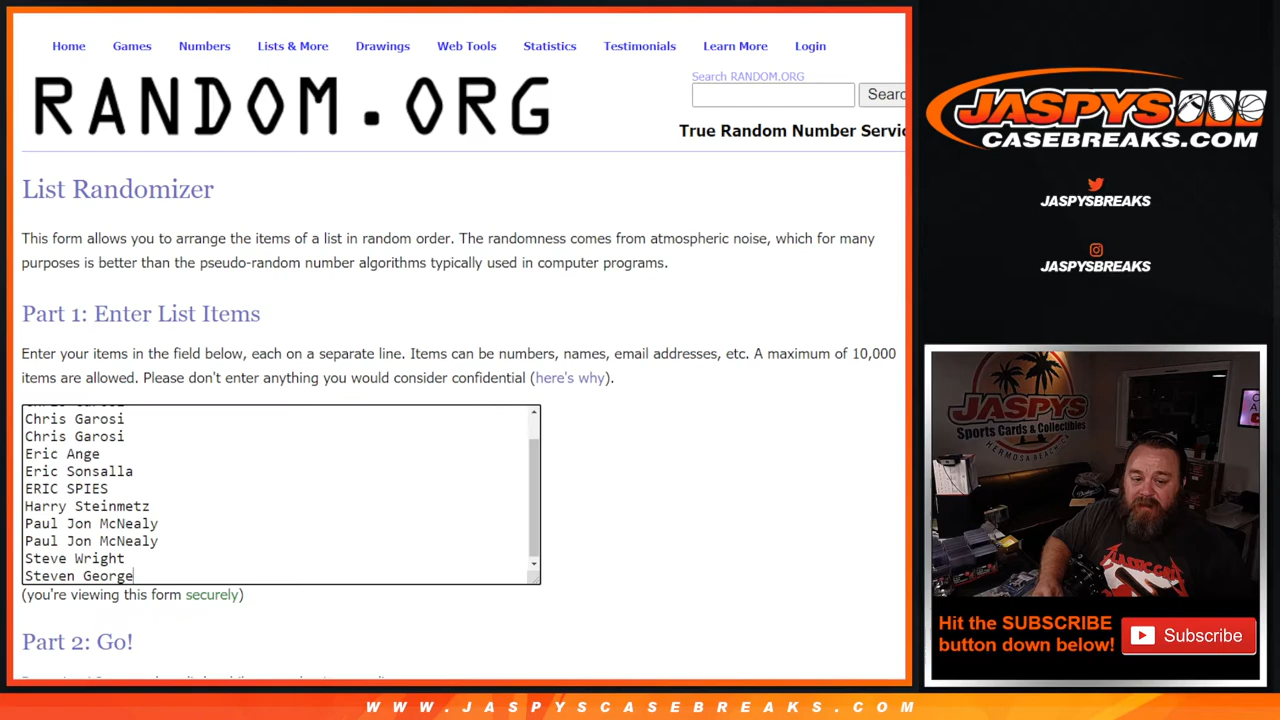 Home Games Numbers Lists & More Drawings Web Tools Statistics Testimonials Learn More Login
RANDOM.ORG
Search RANDOM.ORG
Searc
True Random Number Servic
List Randomizer
This form allows you to arrange the items of a list in random order. The randomness comes from atmospheric noise, which for many
purposes is better than the pseudo-random number algorithms typically used in computer programs.
Part 1: Enter List Items
Enter your items in the field below, each on a separate line. Items can be numbers, names, email addresses, etc. A maximum of 10,000
items are allowed. Please don't enter anything you would consider confidential (here's why).
Chris Garosi
Chris Garosi
Eric Ange
Eric Sonsalla
ERIC SPIES
Harry Steinmetz
Paul Jon McNealy
Paul Jon McNealy
Steve Wright
Steven George
(you're viewing this form securely)
Part 2: Go!
JASPYS
CASEBREAKS.COM
JASPYSBREAKS
JASPYSBREAKS
JASPYS
Sports Cards & Collectibles
HERMOSA BEACH
Hit the SUBSCRIBE
button down below!
Subscribe
WWW.JASPYSCASEBREAKS.COM